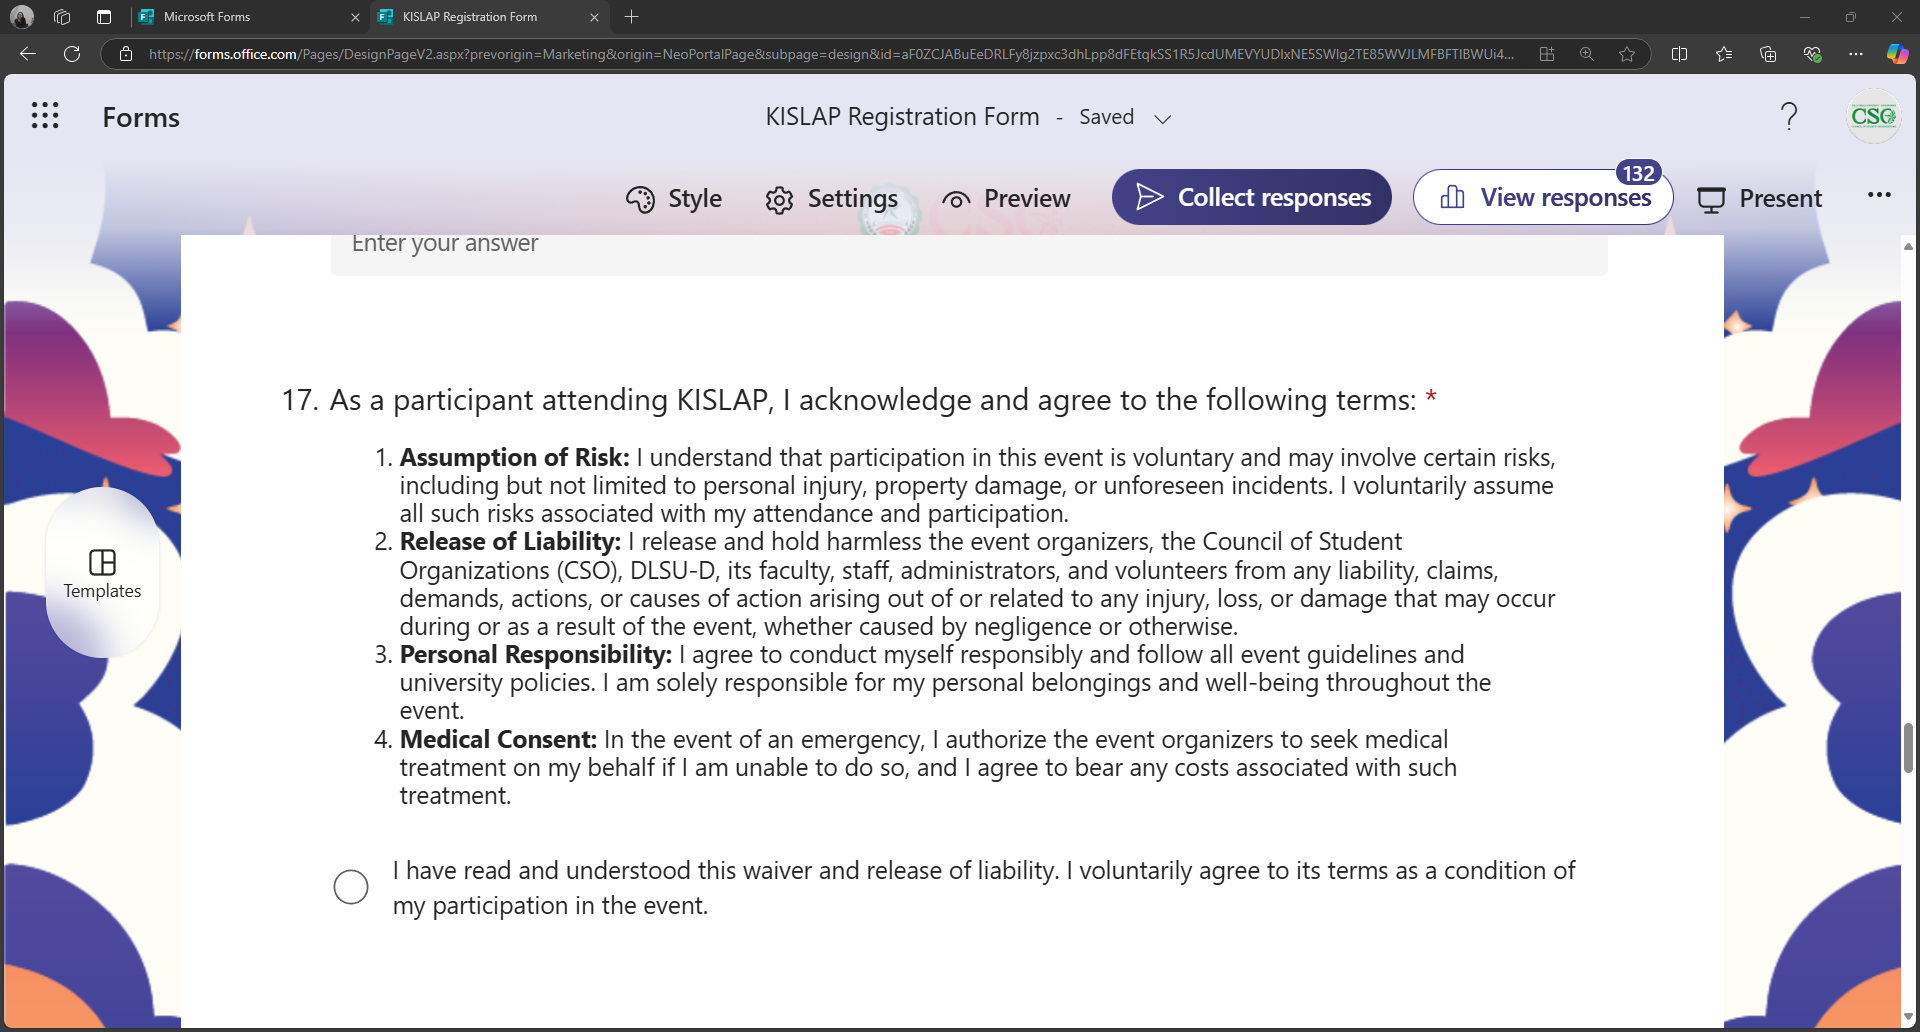 Microsoft Forms
KISLAP Registration Form
https://forms.office.com/Pages/DesignPageV2.aspx?prevorigin=Marketing&origin=NeoPortalPage&subpage=design&id=aF0ZCJABuEeDRLFy8jzpxc3dhLpp8dFEtqkSS1R5JcdUMEVYUDlxNE5SWlg2TE85WVJLMFBFTlBWUi4...
Forms
KISLAP Registration Form - Saved
?
CSO
Style
Settings
Preview
Collect responses
View responses
132
Present
Enter your answer
17. As a participant attending KISLAP, I acknowledge and agree to the following terms: *
1. Assumption of Risk: I understand that participation in this event is voluntary and may involve certain risks,
including but not limited to personal injury, property damage, or unforeseen incidents. I voluntarily assume
all such risks associated with my attendance and participation.
2. Release of Liability: I release and hold harmless the event organizers, the Council of Student
Organizations (CSO), DLSU-D, its faculty, staff, administrators, and volunteers from any liability, claims,
demands, actions, or causes of action arising out of or related to any injury, loss, or damage that may occur
during or as a result of the event, whether caused by negligence or otherwise.
3. Personal Responsibility: I agree to conduct myself responsibly and follow all event guidelines and
university policies. I am solely responsible for my personal belongings and well-being throughout the
event.
4. Medical Consent: In the event of an emergency, I authorize the event organizers to seek medical
treatment on my behalf if I am unable to do so, and I agree to bear any costs associated with such
treatment.
Templates
I have read and understood this waiver and release of liability. I voluntarily agree to its terms as a condition of
my participation in the event.